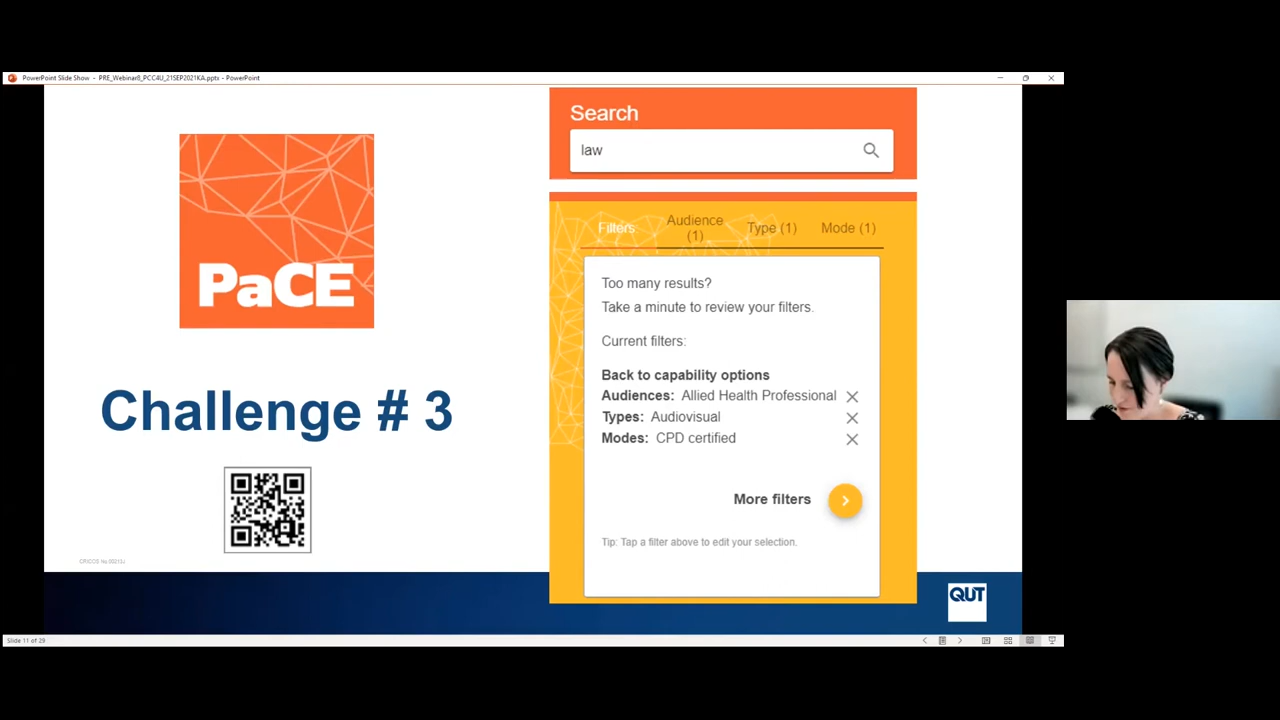 PowerPoint Slide Show - PRE_Webinar8_PCC4U_21SEP2021KA.pptx - PowerPoint
PaCE
Challenge # 3
Search
law
Filters
Audience (1)
Type (1)
Mode (1)
Too many results?
Take a minute to review your filters.
Current filters:
Back to capability options
Audiences: Allied Health Professional
Types: Audiovisual
Modes: CPD certified
More filters
Tip: Tap a filter above to edit your selection.
QUT
Slide 11 of 29